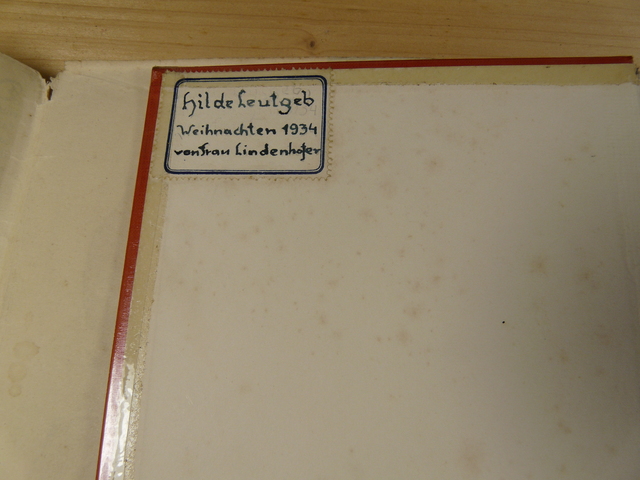 Hilde Leutgeb
Weihnachten 1934
von Frau Lindenhofer